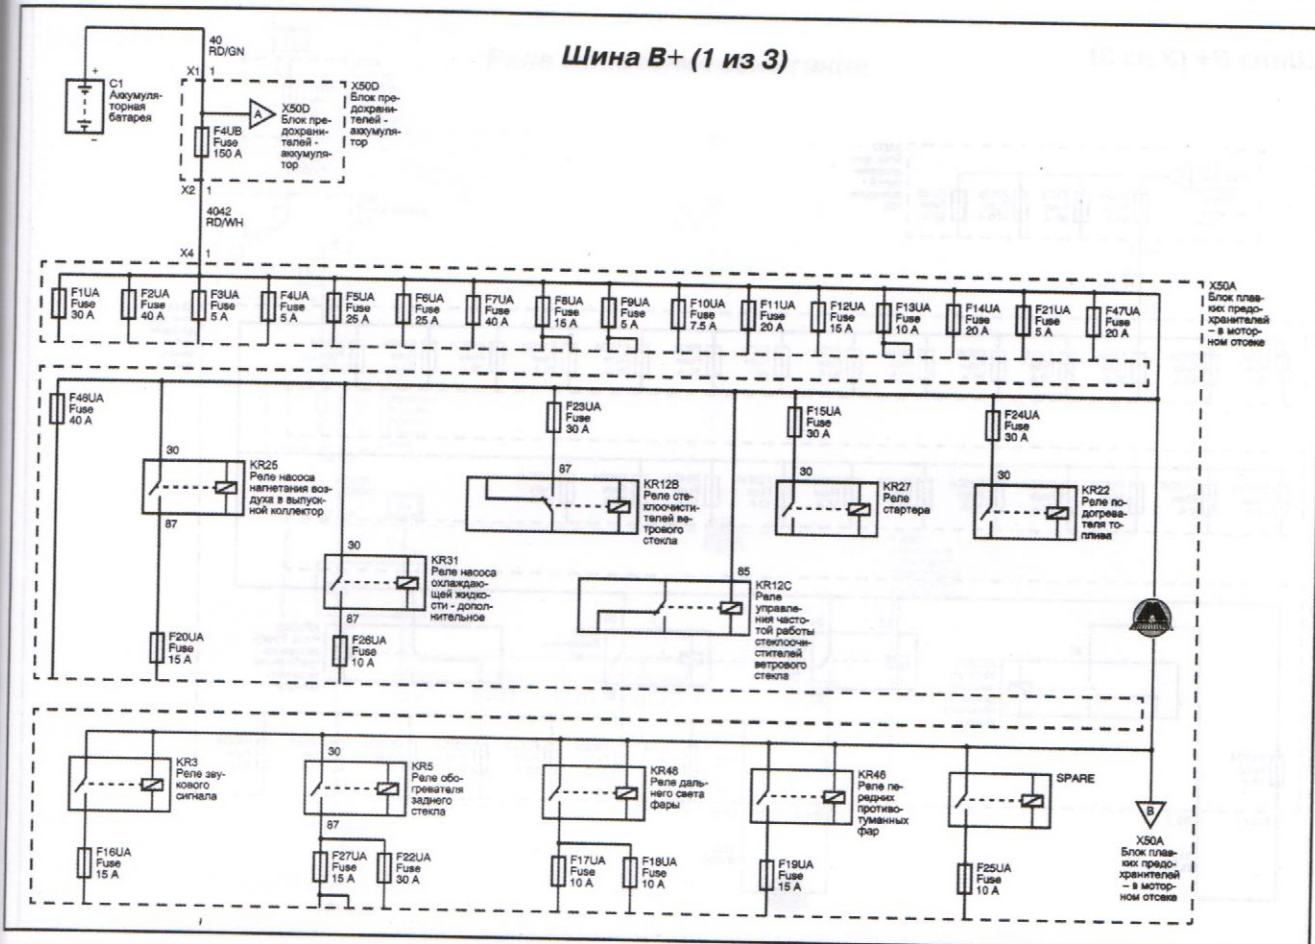 Шина В+ (1 из 3)
40
RD/GN
X1 1
+
C1
Аккумуля-
торная
батарея
–
A
X50D
Блок пре-
дохрани-
телей -
аккумуля-
тор
X50D
Блок пре-
дохрани-
телей -
аккумуля-
тор
F4UB
Fuse
150 A
X2 1
4042
RD/WH
X4 1
F1UA
Fuse
30 A
F2UA
Fuse
40 A
F3UA
Fuse
5 A
F4UA
Fuse
5 A
F5UA
Fuse
25 A
F6UA
Fuse
25 A
F7UA
Fuse
40 A
F8UA
Fuse
15 A
F9UA
Fuse
5 A
F10UA
Fuse
7.5 A
F11UA
Fuse
20 A
F12UA
Fuse
15 A
F13UA
Fuse
10 A
F14UA
Fuse
20 A
F21UA
Fuse
5 A
F47UA
Fuse
20 A
X50A
Блок плав-
ких предо-
хранителей
– в мотор-
ном отсеке
F46UA
Fuse
40 A
30
KR25
Реле насоса
нагнетания воз-
духа в выпуск-
ной коллектор
87
F20UA
Fuse
15 A
30
KR31
Реле насоса
охлаждаю-
щей жидко-
сти - допол-
нительное
87
F26UA
Fuse
10 A
F23UA
Fuse
30 A
87
KR12B
Реле сте-
клоочисти-
телей ве-
трового
стекла
85
KR12C
Реле
управле-
ния часто-
той работы
стеклоочи-
стителей
ветрового
стекла
F15UA
Fuse
30 A
30
KR27
Реле
стартера
F24UA
Fuse
30 A
30
KR22
Реле по-
догрева-
теля то-
плива
KR3
Реле зву-
кового
сигнала
F16UA
Fuse
15 A
30
KR5
Реле обо-
гревателя
заднего
стекла
87
F27UA
Fuse
15 A
F22UA
Fuse
30 A
KR48
Реле даль-
него света
фары
F17UA
Fuse
10 A
F18UA
Fuse
10 A
KR46
Реле пе-
редних
противо-
туманных
фар
F19UA
Fuse
15 A
SPARE
F25UA
Fuse
10 A
B
X50A
Блок плав-
ких предо-
хранителей
– в мотор-
ном отсеке